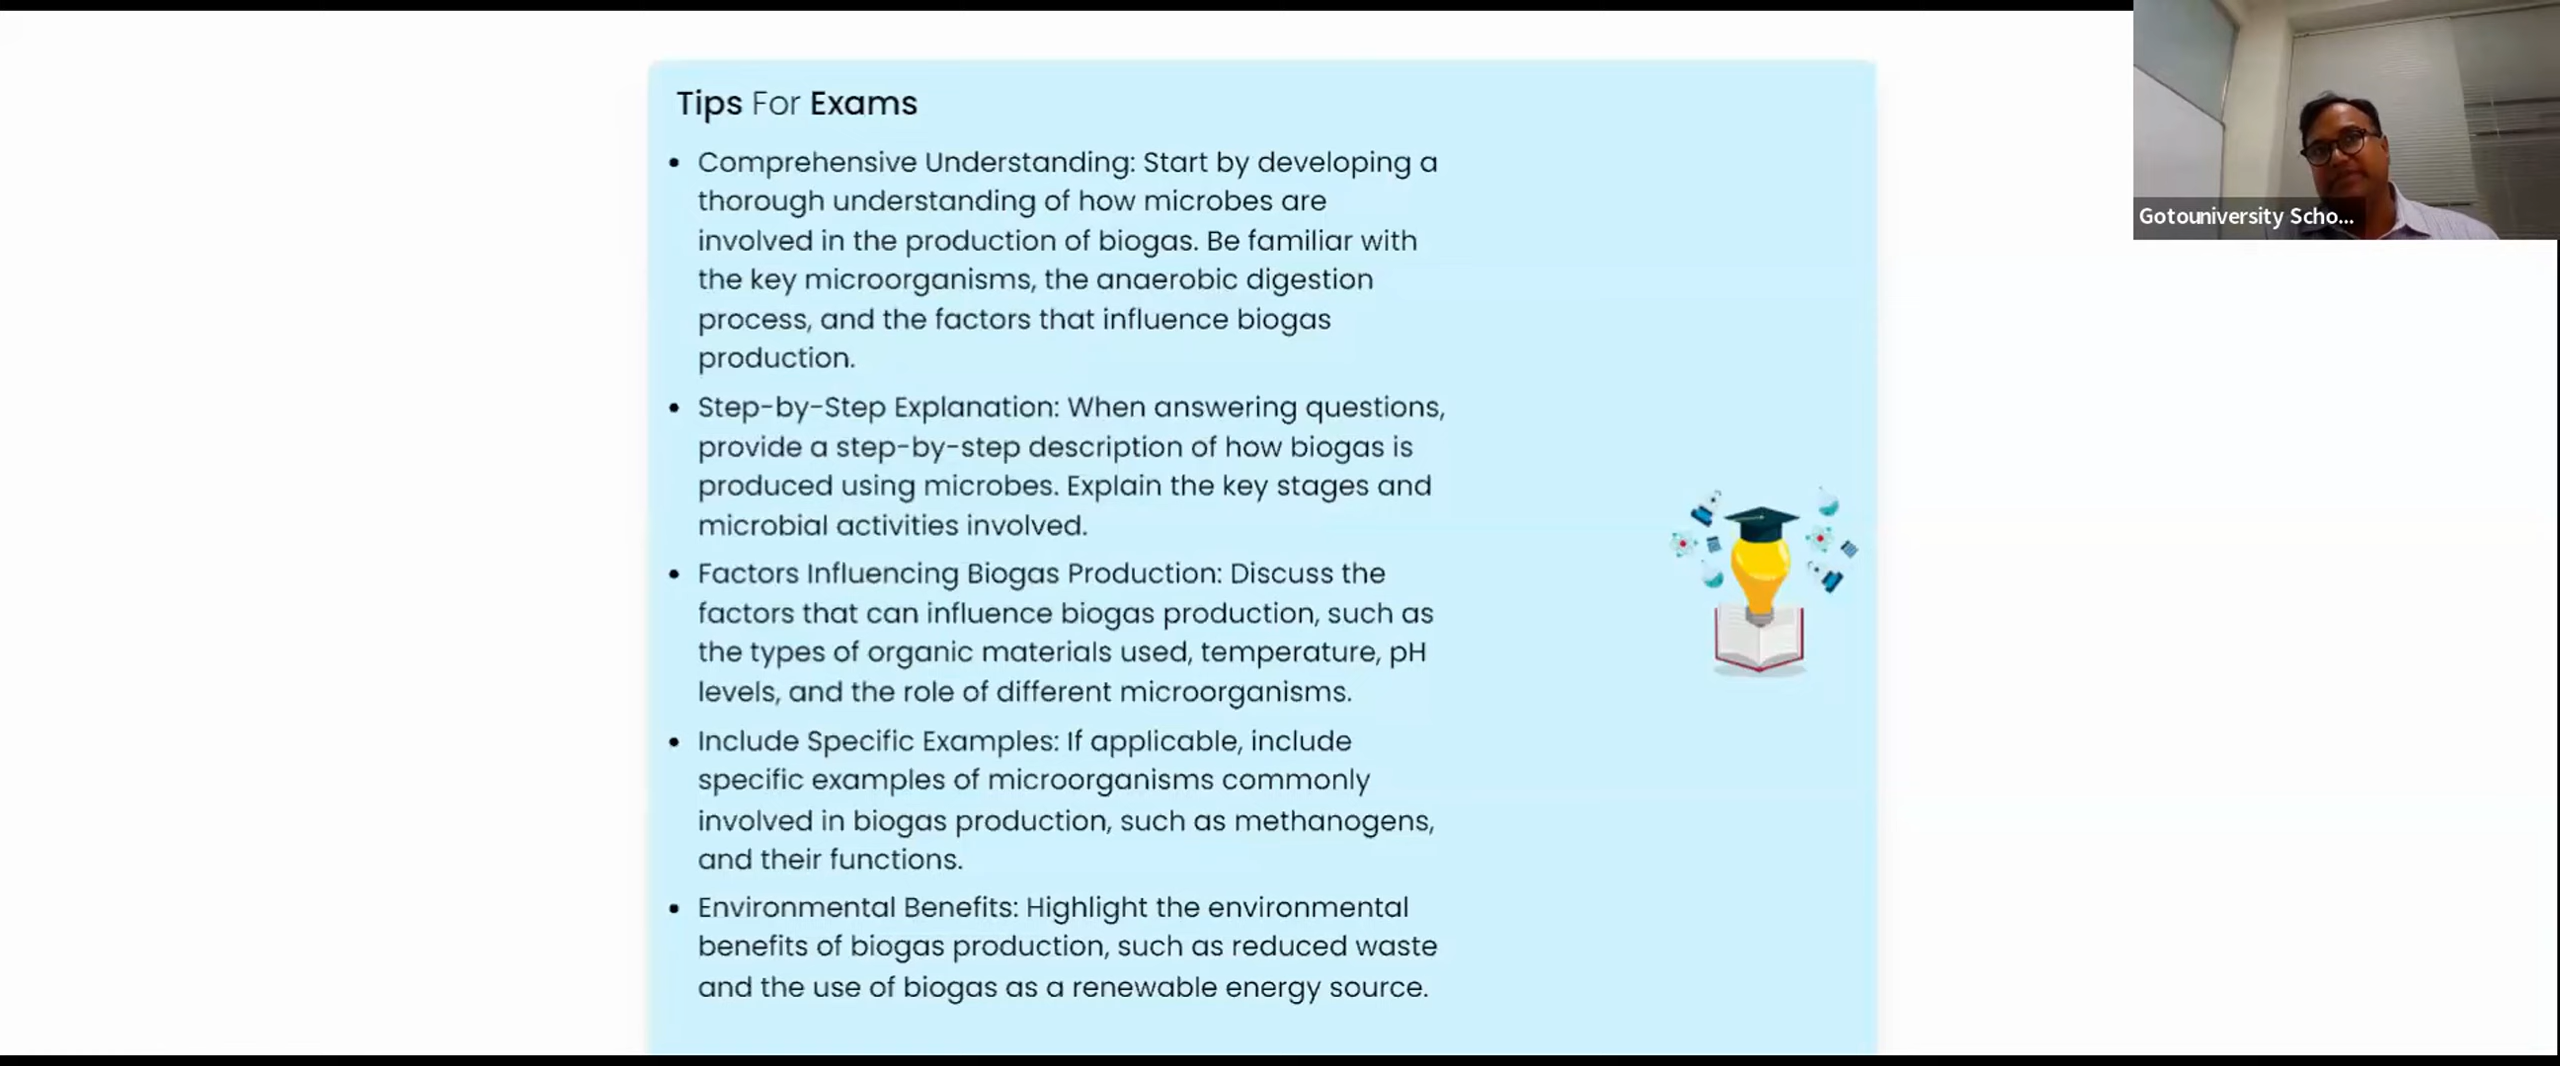 Tips For Exams
• Comprehensive Understanding: Start by developing a
thorough understanding of how microbes are
involved in the production of biogas. Be familiar with
the key microorganisms, the anaerobic digestion
process, and the factors that influence biogas
production.
• Step-by-Step Explanation: When answering questions,
provide a step-by-step description of how biogas is
produced using microbes. Explain the key stages and
microbial activities involved.
• Factors Influencing Biogas Production: Discuss the
factors that can influence biogas production, such as
the types of organic materials used, temperature, pH
levels, and the role of different microorganisms.
• Include Specific Examples: If applicable, include
specific examples of microorganisms commonly
involved in biogas production, such as methanogens,
and their functions.
• Environmental Benefits: Highlight the environmental
benefits of biogas production, such as reduced waste
and the use of biogas as a renewable energy source.
Gotouniversity Scho...